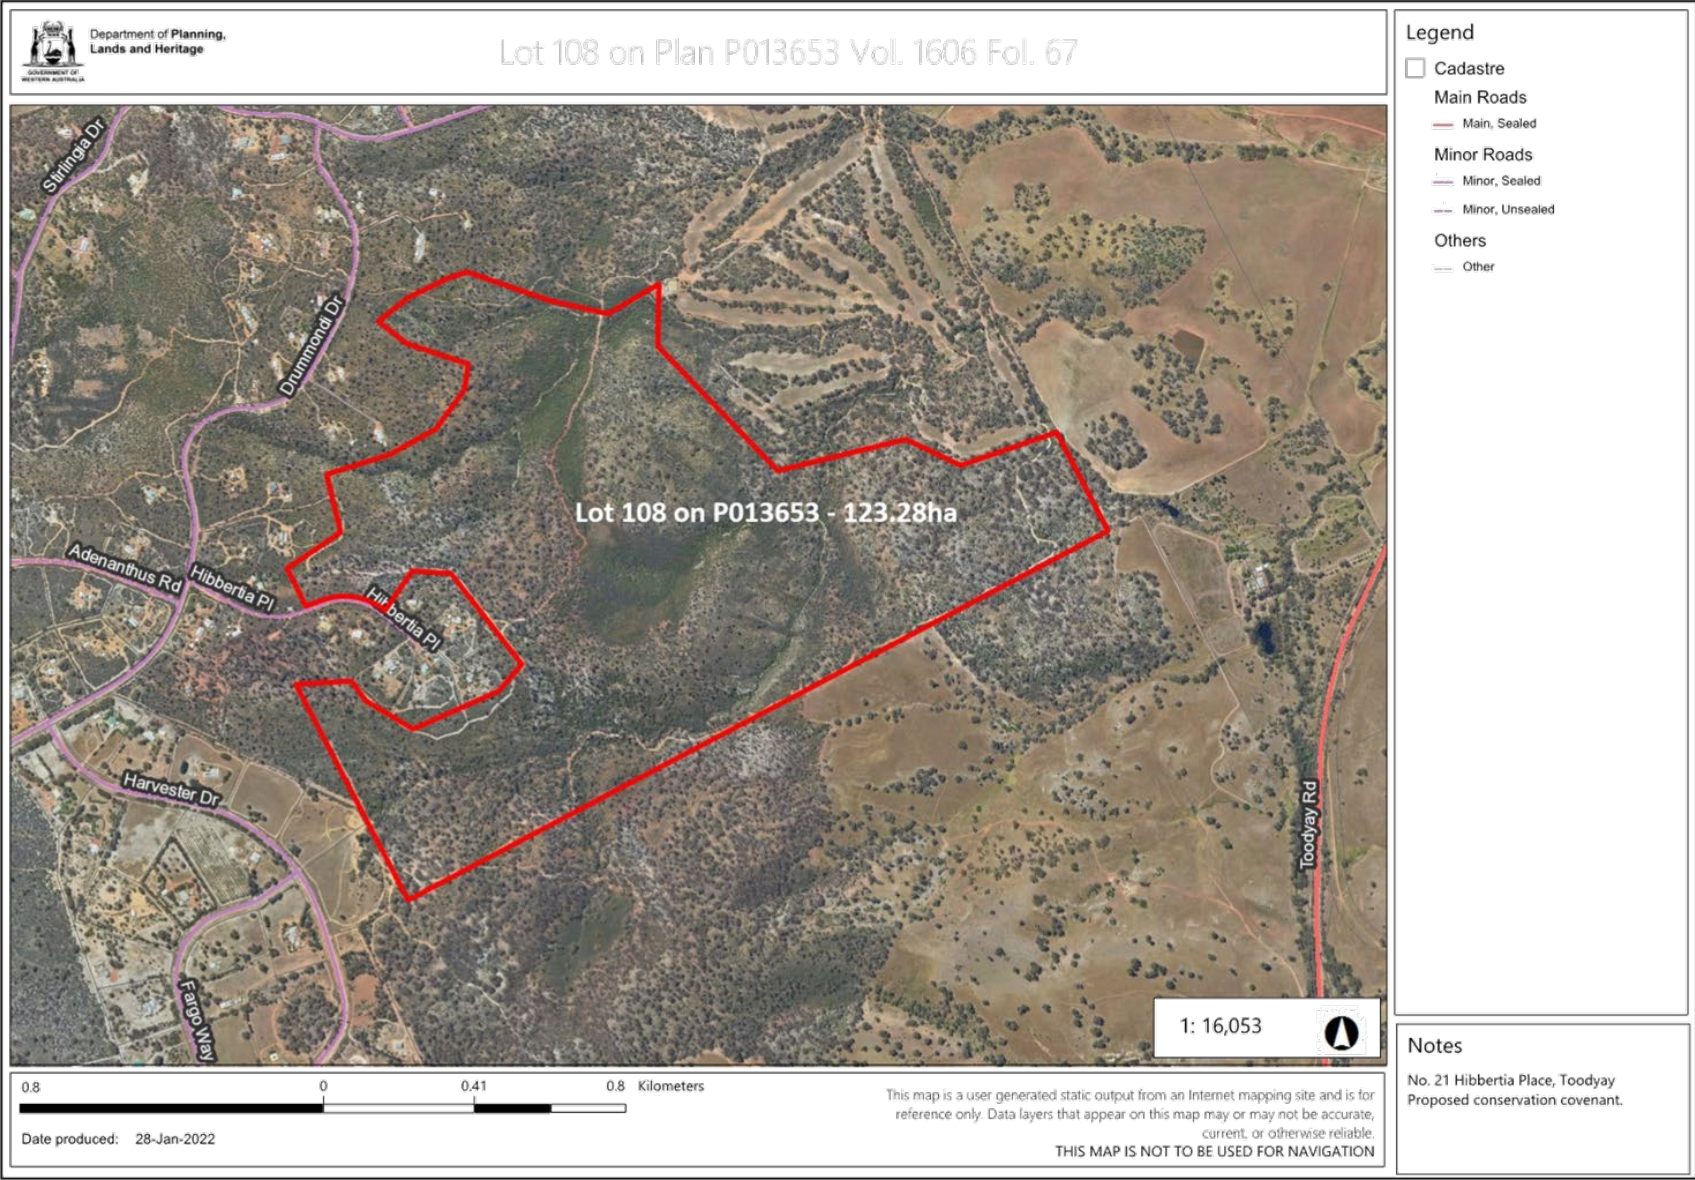 Department of Planning,
Lands and Heritage
GOVERNMENT OF
WESTERN AUSTRALIA
Lot 108 on Plan P013653 Vol. 1606 Fol. 67
Legend
Cadastre
Main Roads
Main, Sealed
Minor Roads
Minor, Sealed
Minor, Unsealed
Others
Other
Stirlingia Dr
Drummondi Dr
Lot 108 on P013653 - 123.28ha
Adenanthus Rd
Hibbertia Pl
Hibbertia Pl
Harvester Dr
Toodyay Rd
Fargo Way
1: 16,053
Notes
No. 21 Hibbertia Place, Toodyay
Proposed conservation covenant.
0.8 0 0.41 0.8 Kilometers
Date produced: 28-Jan-2022
This map is a user generated static output from an Internet mapping site and is for
reference only. Data layers that appear on this map may or may not be accurate,
current, or otherwise reliable.
THIS MAP IS NOT TO BE USED FOR NAVIGATION